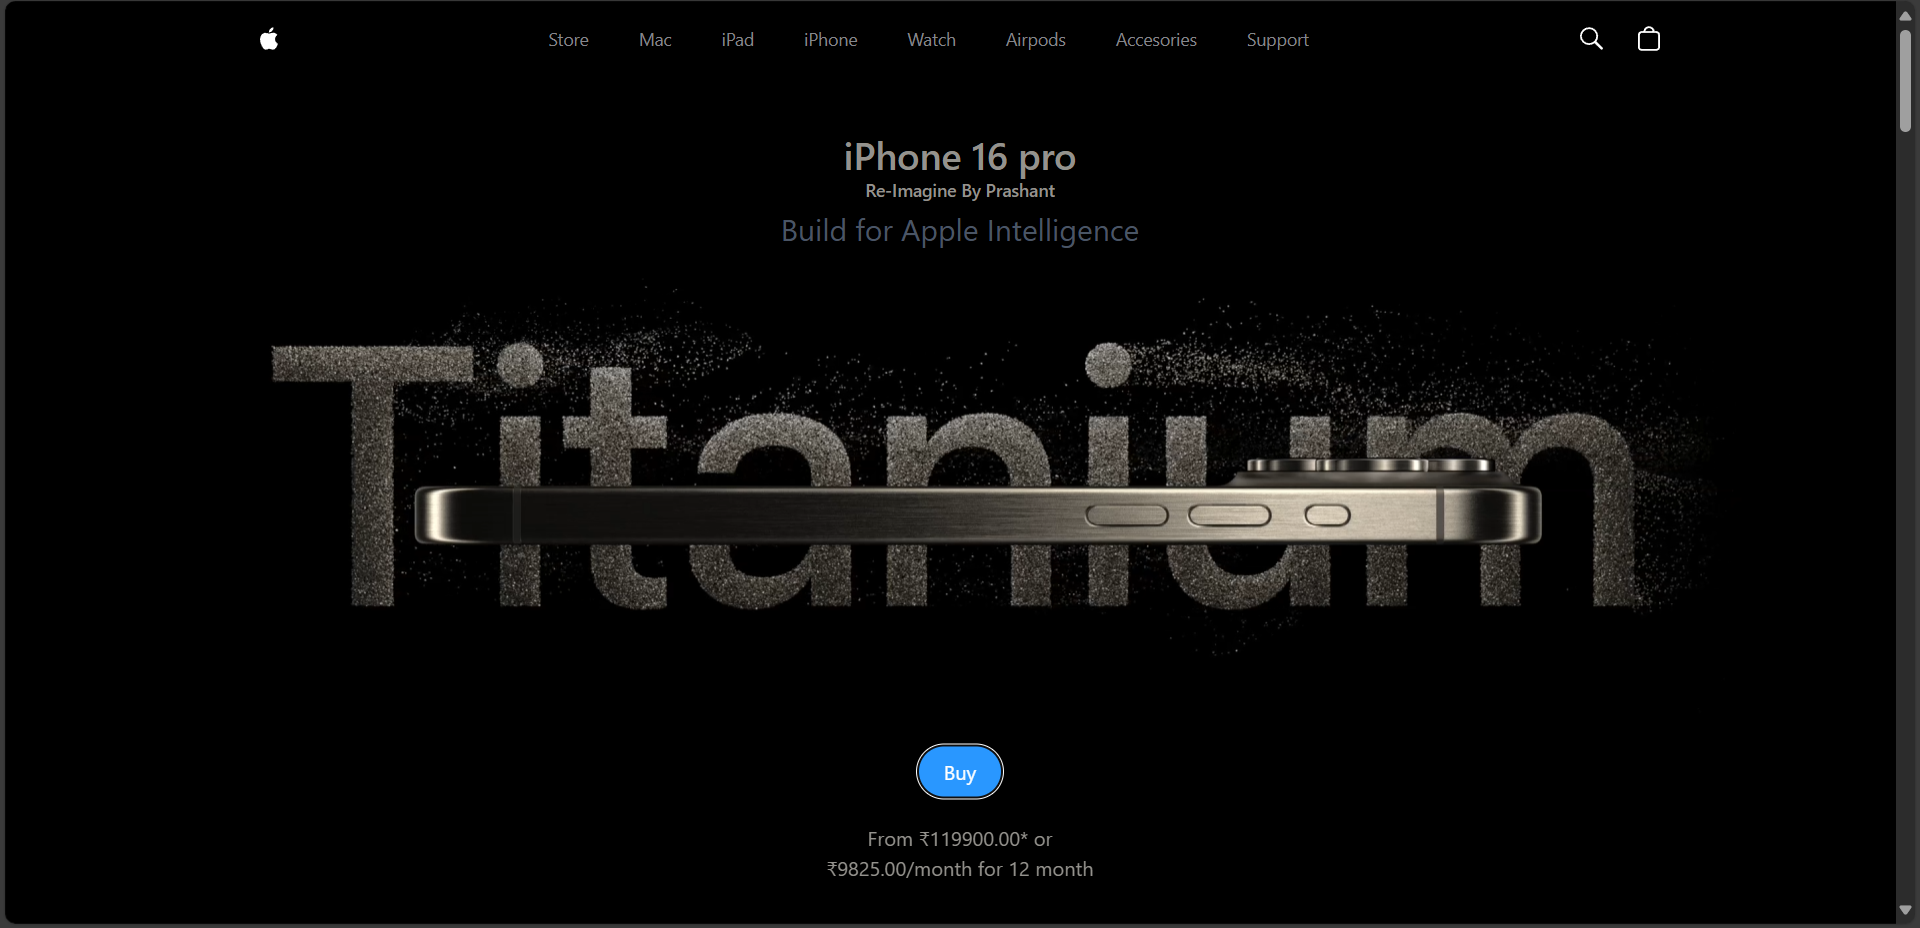 Store Mac iPad iPhone Watch Airpods Accesories Support
iPhone 16 pro
Re-Imagine By Prashant
Build for Apple Intelligence
Titanium
Buy
From ₹119900.00* or
₹9825.00/month for 12 month